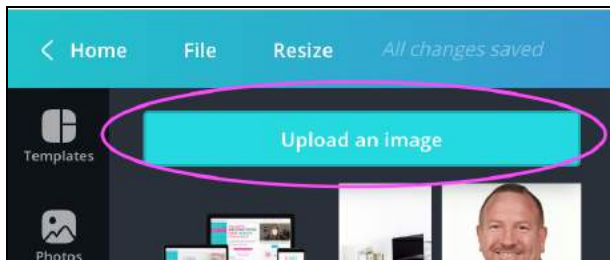 Home File Resize All changes saved
Upload an image
Templates
Photos